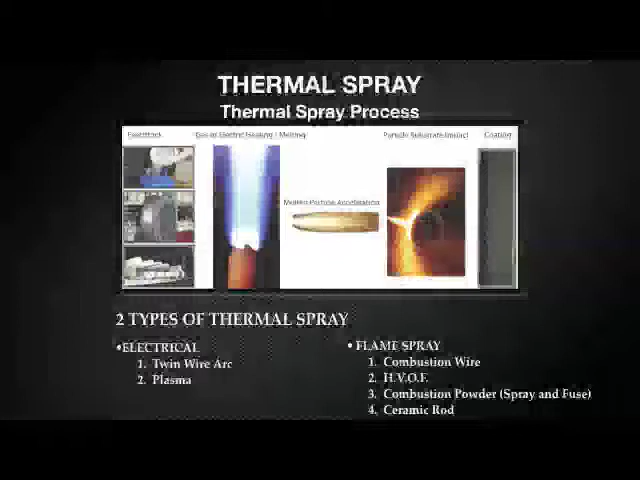 THERMAL SPRAY
Thermal Spray Process
Feedstock
Gas or Electric Heating / Melting
Particle Substrate Impact
Coating
Molten Particle Acceleration
2 TYPES OF THERMAL SPRAY
•ELECTRICAL
1. Twin Wire Arc
2. Plasma
• FLAME SPRAY
1. Combustion Wire
2. H.V.O.F.
3. Combustion Powder (Spray and Fuse)
4. Ceramic Rod